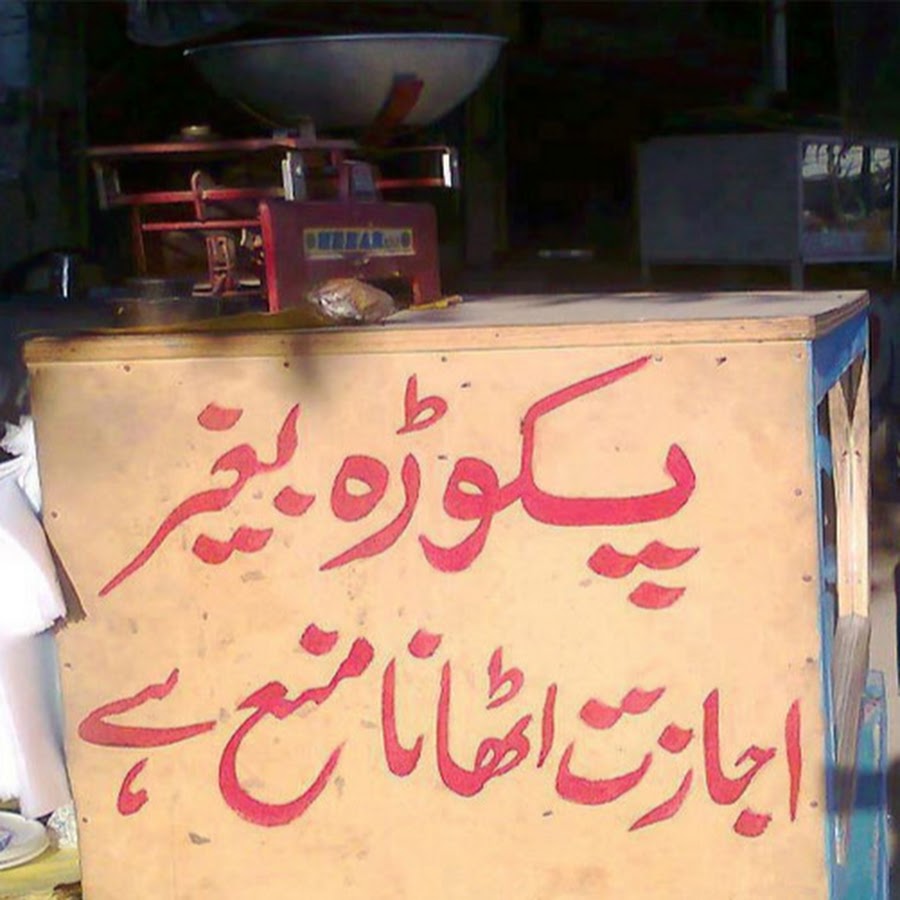 پکوڑہ بغیر
اجازت اٹھانا منع ہے